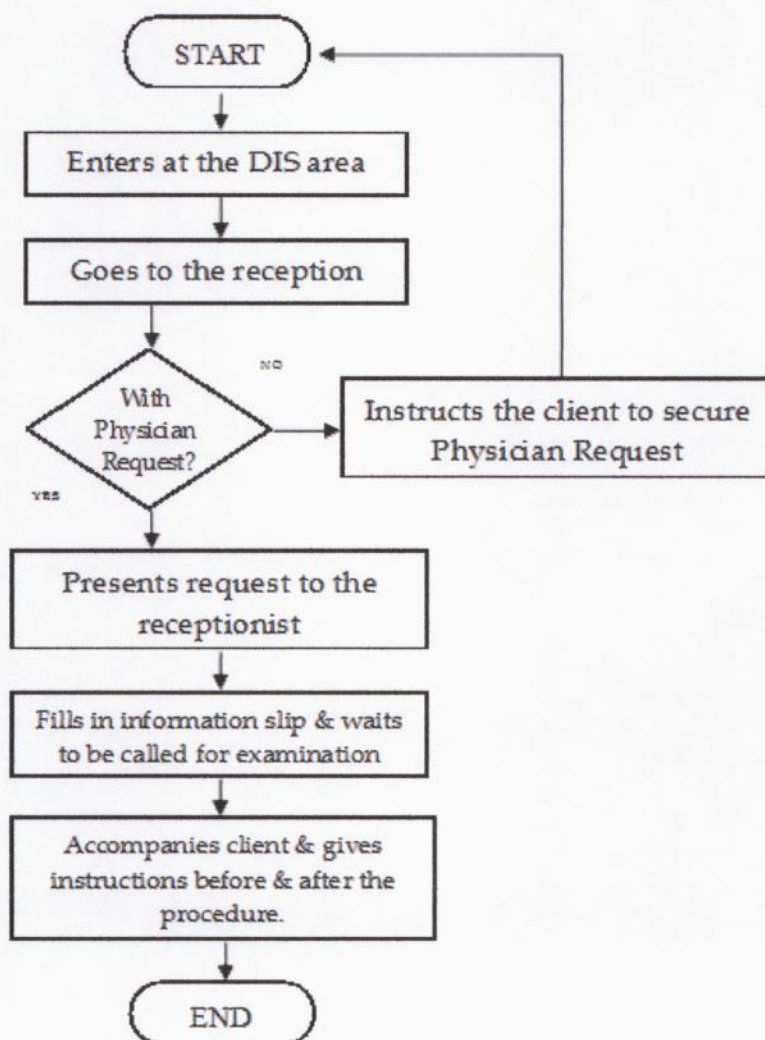 START
Enters at the DIS area
Goes to the reception
With
Physician
Request?
NO
Instructs the client to secure
Physician Request
YES
Presents request to the
receptionist
Fills in information slip & waits
to be called for examination
Accompanies client & gives
instructions before & after the
procedure.
END